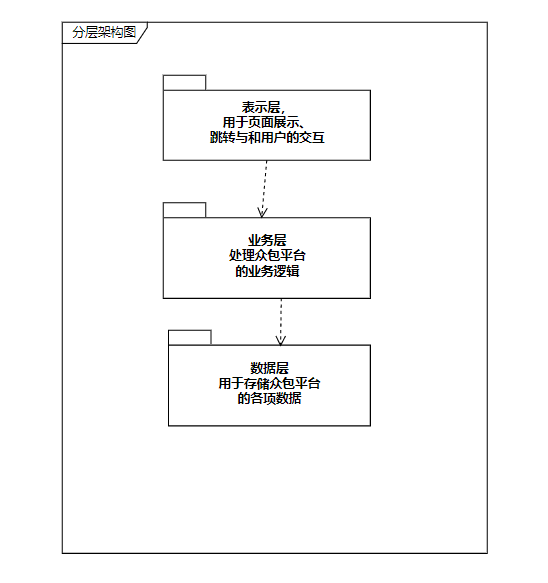 分层架构图
表示层，
用于页面展示、
跳转与和用户的交互
业务层
处理众包平台
的业务逻辑
数据层
用于存储众包平台
的各项数据